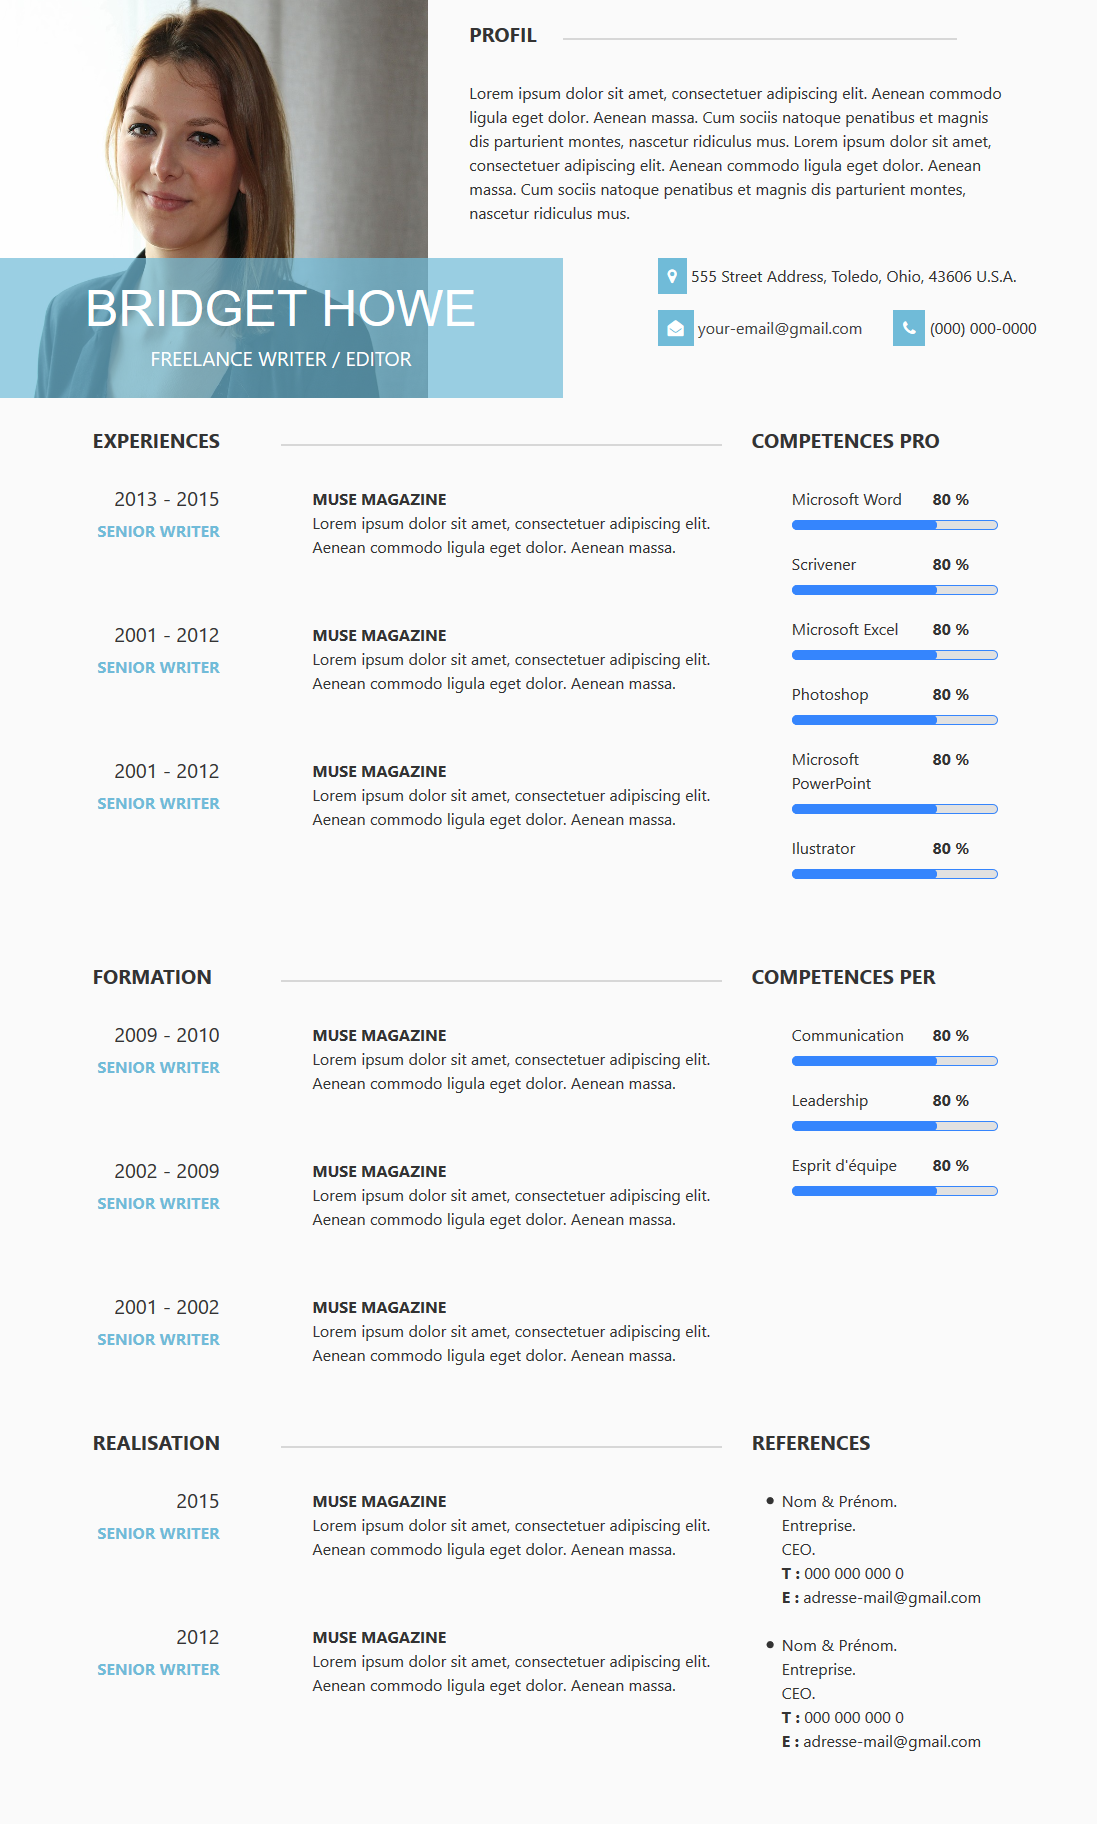 PROFIL
Lorem ipsum dolor sit amet, consectetuer adipiscing elit. Aenean commodo
ligula eget dolor. Aenean massa. Cum sociis natoque penatibus et magnis
dis parturient montes, nascetur ridiculus mus. Lorem ipsum dolor sit amet,
consectetuer adipiscing elit. Aenean commodo ligula eget dolor. Aenean
massa. Cum sociis natoque penatibus et magnis dis parturient montes,
nascetur ridiculus mus.
BRIDGET HOWE
FREELANCE WRITER / EDITOR
555 Street Address, Toledo, Ohio, 43606 U.S.A.
your-email@gmail.com
(000) 000-0000
EXPERIENCES
2013 - 2015
SENIOR WRITER
MUSE MAGAZINE
Lorem ipsum dolor sit amet, consectetuer adipiscing elit.
Aenean commodo ligula eget dolor. Aenean massa.
2001 - 2012
SENIOR WRITER
MUSE MAGAZINE
Lorem ipsum dolor sit amet, consectetuer adipiscing elit.
Aenean commodo ligula eget dolor. Aenean massa.
2001 - 2012
SENIOR WRITER
MUSE MAGAZINE
Lorem ipsum dolor sit amet, consectetuer adipiscing elit.
Aenean commodo ligula eget dolor. Aenean massa.
COMPETENCES PRO
Microsoft Word 80 %
Scrivener 80 %
Microsoft Excel 80 %
Photoshop 80 %
Microsoft 80 %
PowerPoint
Ilustrator 80 %
FORMATION
2009 - 2010
SENIOR WRITER
MUSE MAGAZINE
Lorem ipsum dolor sit amet, consectetuer adipiscing elit.
Aenean commodo ligula eget dolor. Aenean massa.
2002 - 2009
SENIOR WRITER
MUSE MAGAZINE
Lorem ipsum dolor sit amet, consectetuer adipiscing elit.
Aenean commodo ligula eget dolor. Aenean massa.
2001 - 2002
SENIOR WRITER
MUSE MAGAZINE
Lorem ipsum dolor sit amet, consectetuer adipiscing elit.
Aenean commodo ligula eget dolor. Aenean massa.
COMPETENCES PER
Communication 80 %
Leadership 80 %
Esprit d'équipe 80 %
REALISATION
2015
SENIOR WRITER
MUSE MAGAZINE
Lorem ipsum dolor sit amet, consectetuer adipiscing elit.
Aenean commodo ligula eget dolor. Aenean massa.
2012
SENIOR WRITER
MUSE MAGAZINE
Lorem ipsum dolor sit amet, consectetuer adipiscing elit.
Aenean commodo ligula eget dolor. Aenean massa.
REFERENCES
• Nom & Prénom.
Entreprise.
CEO.
T : 000 000 000 0
E : adresse-mail@gmail.com
• Nom & Prénom.
Entreprise.
CEO.
T : 000 000 000 0
E : adresse-mail@gmail.com